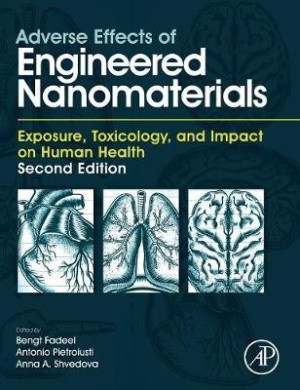 Adverse Effects of
Engineered
Nanomaterials
Exposure, Toxicology, and Impact
on Human Health
Second Edition
Edited by
Bengt Fadeel
Antonio Pietroiusti
Anna A. Shvedova
AP